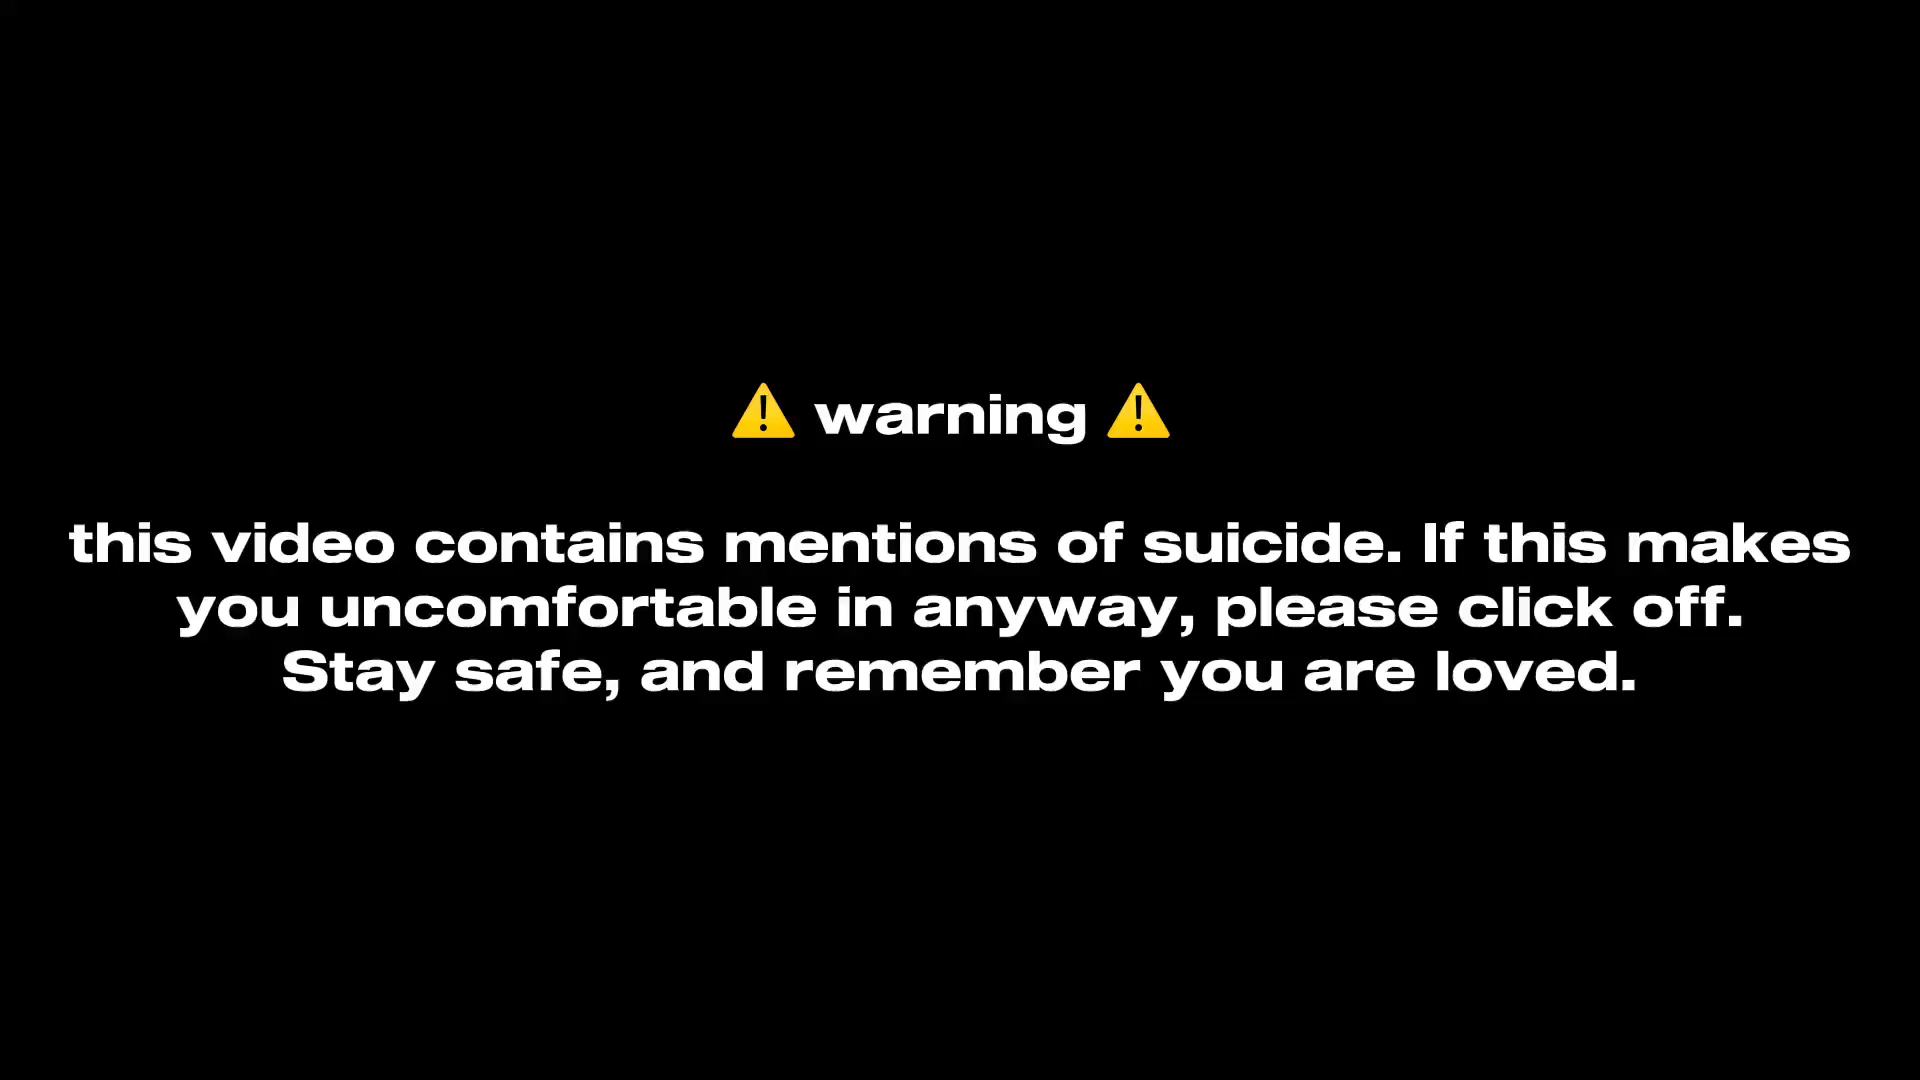 ⚠️ warning ⚠️
this video contains mentions of suicide. If this makes
you uncomfortable in anyway, please click off.
Stay safe, and remember you are loved.